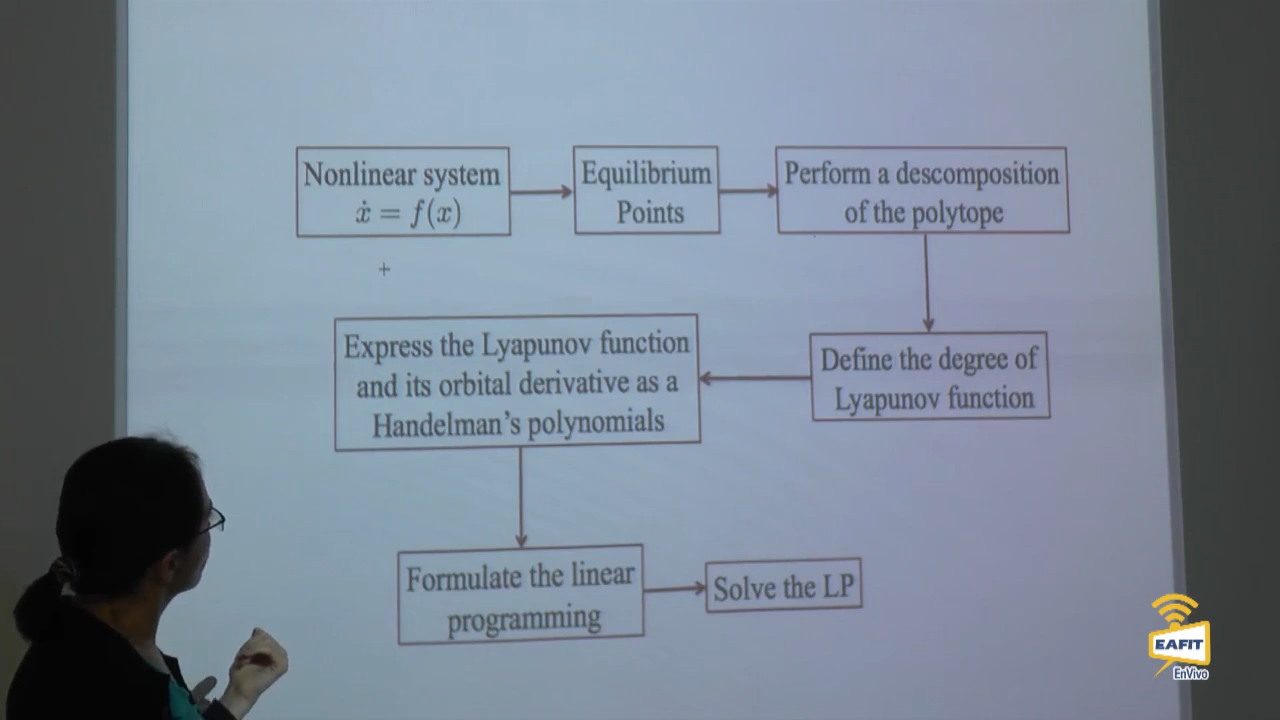 Nonlinear system
ẋ = f(x)
Equilibrium
Points
Perform a descomposition
of the polytope
Express the Lyapunov function
and its orbital derivative as a
Handelman's polynomials
Define the degree of
Lyapunov function
Formulate the linear
programming
Solve the LP
EAFIT
EnVivo